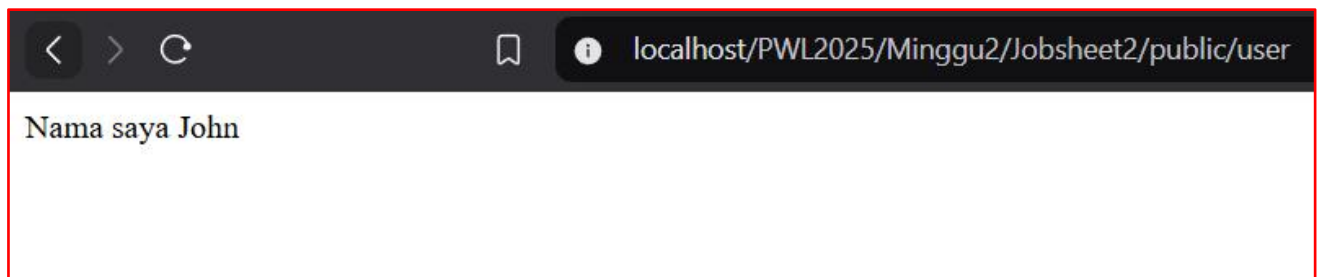 localhost/PWL2025/Minggu2/Jobsheet2/public/user
Nama saya John